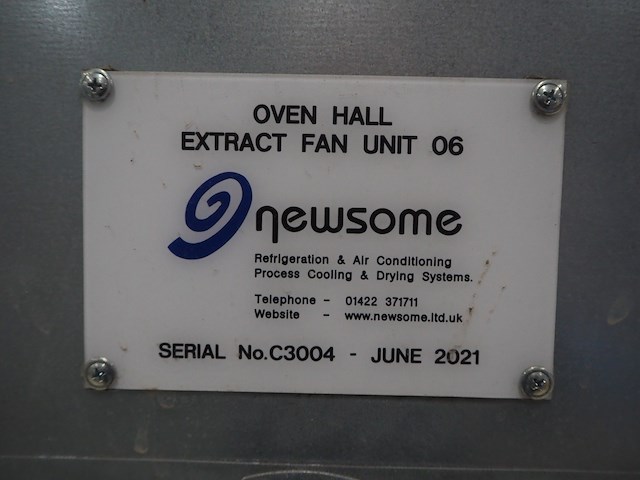 OVEN HALL
EXTRACT FAN UNIT 06
newsome
Refrigeration & Air Conditioning
Process Cooling & Drying Systems.
Telephone - 01422 371711
Website - www.newsome.ltd.uk
SERIAL No.C3004 - JUNE 2021